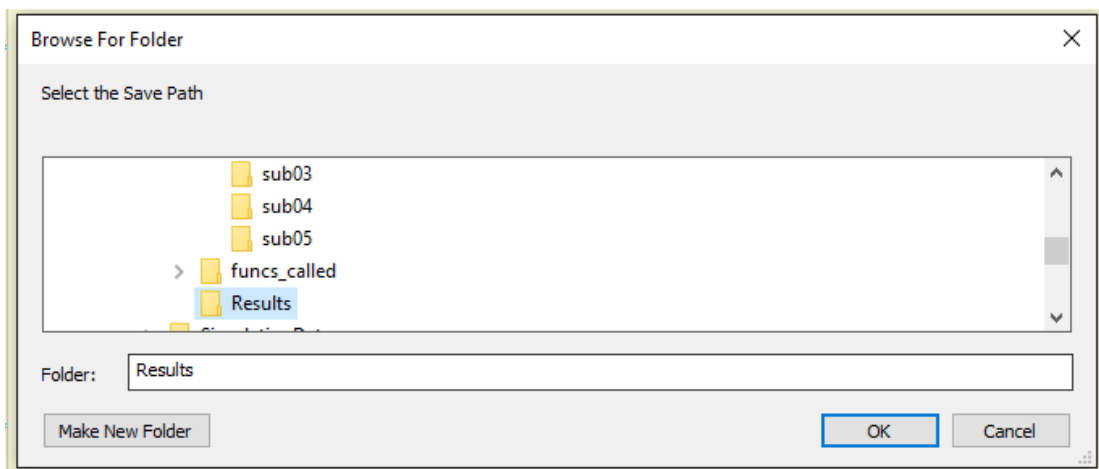 Browse For Folder
Select the Save Path
sub03
sub04
sub05
funcs_called
Results
Folder: Results
Make New Folder OK Cancel